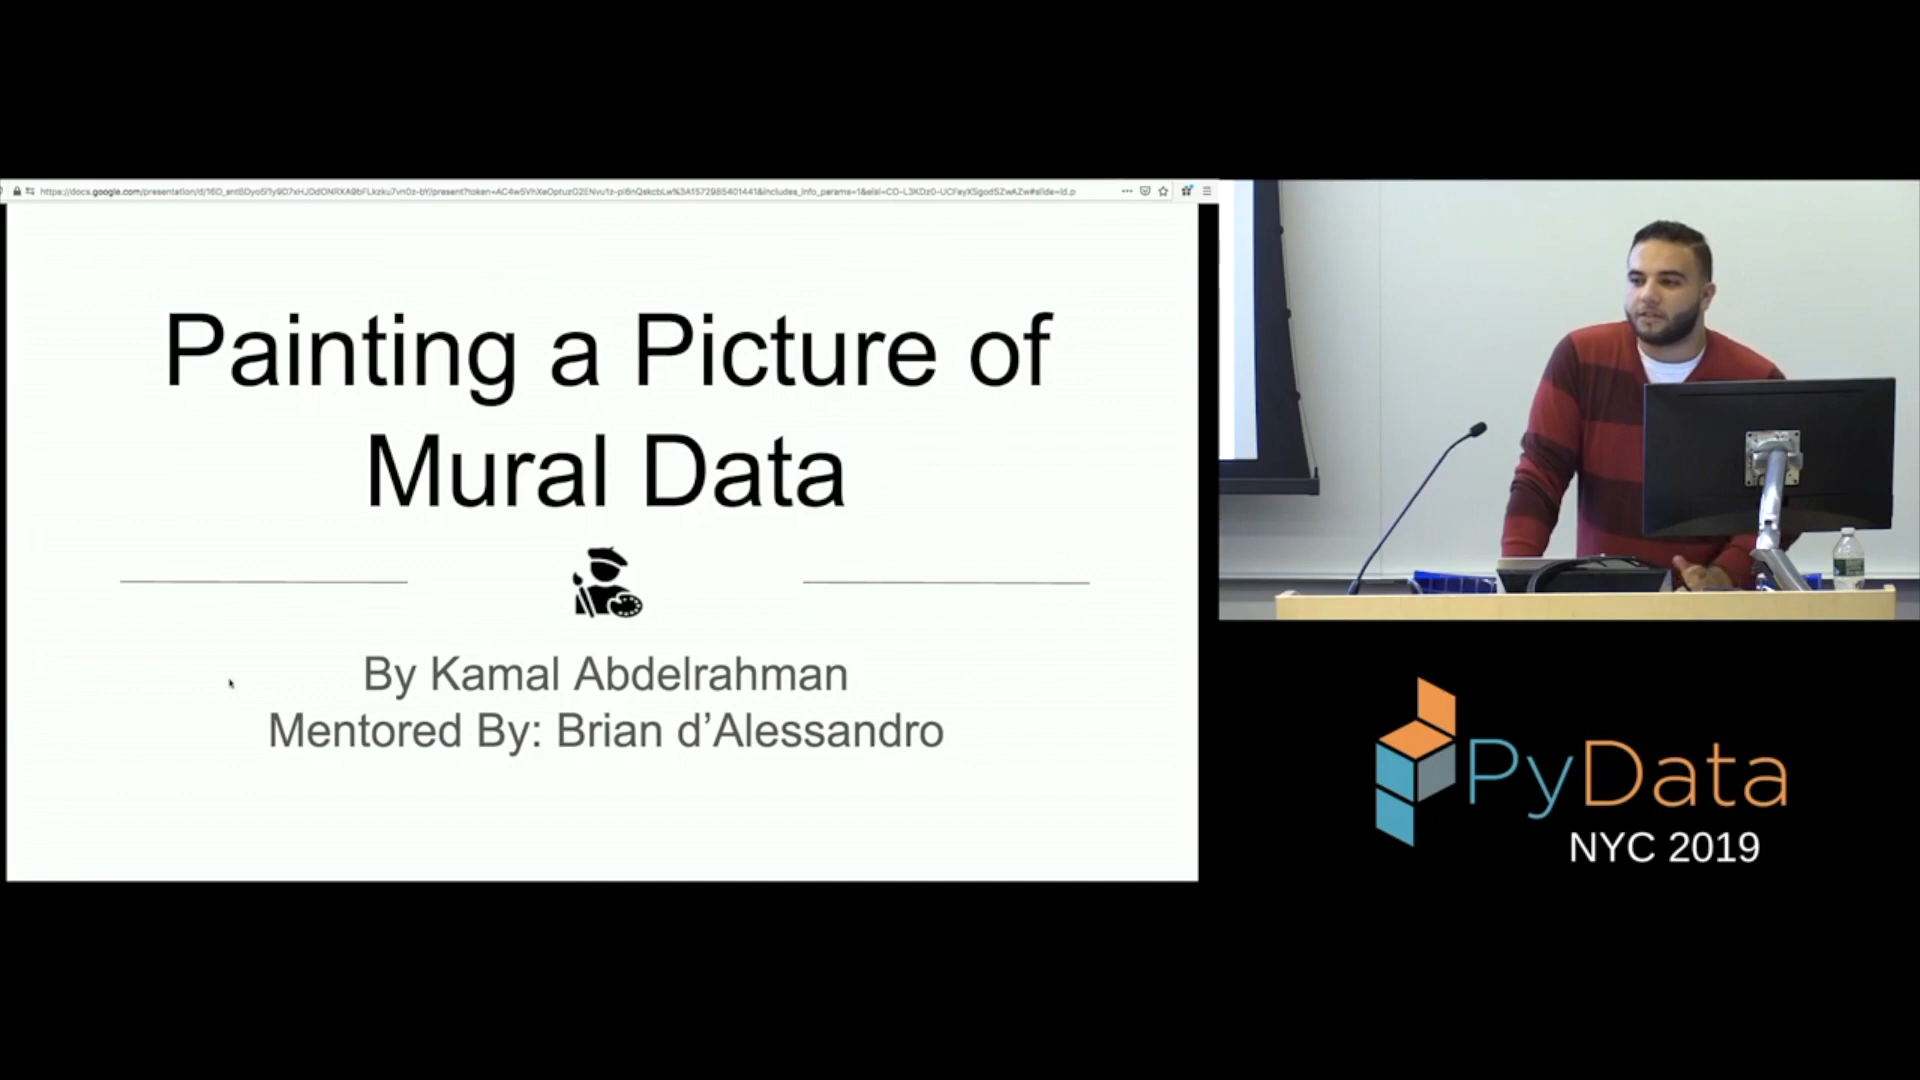 Painting a Picture of
Mural Data
By Kamal Abdelrahman
Mentored By: Brian d’Alessandro
PyData
NYC 2019